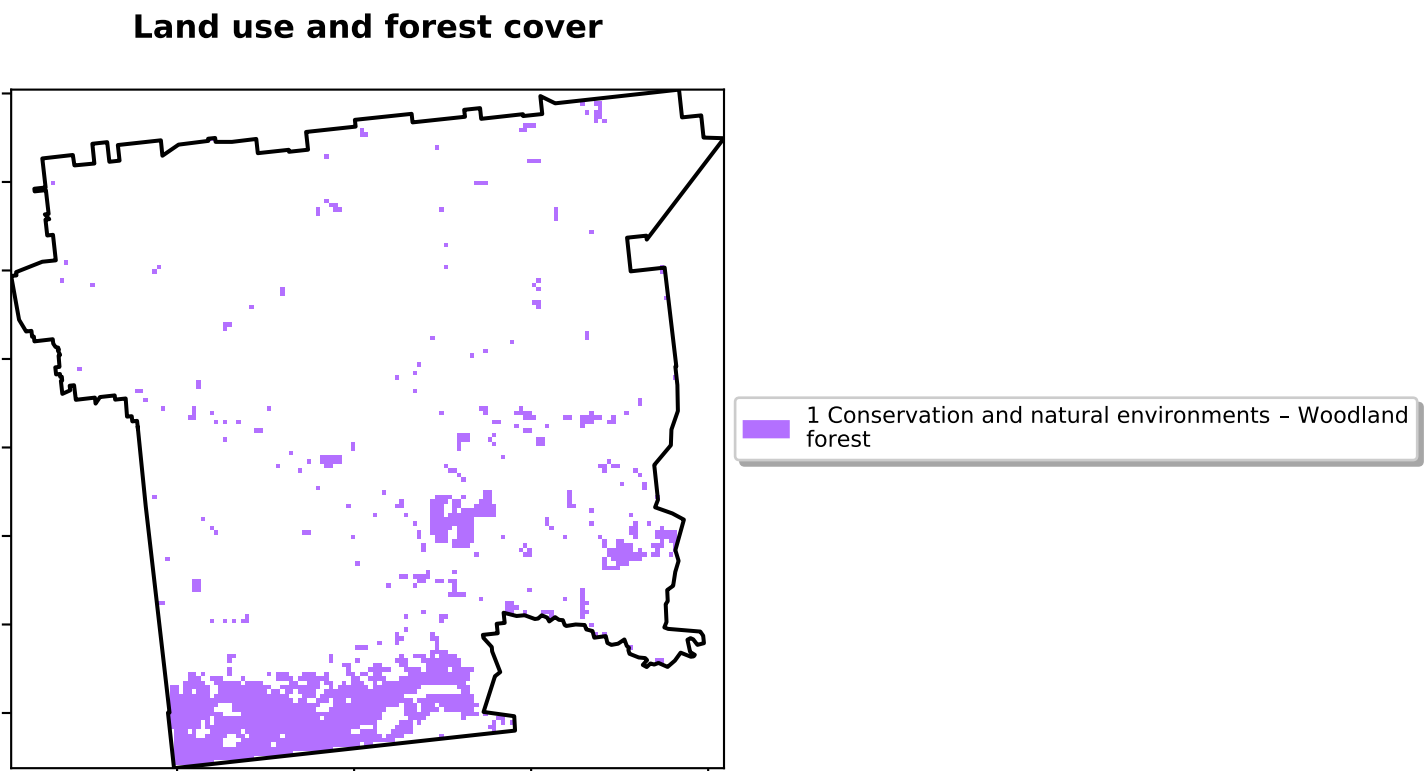 Land use and forest cover
1 Conservation and natural environments – Woodland
forest